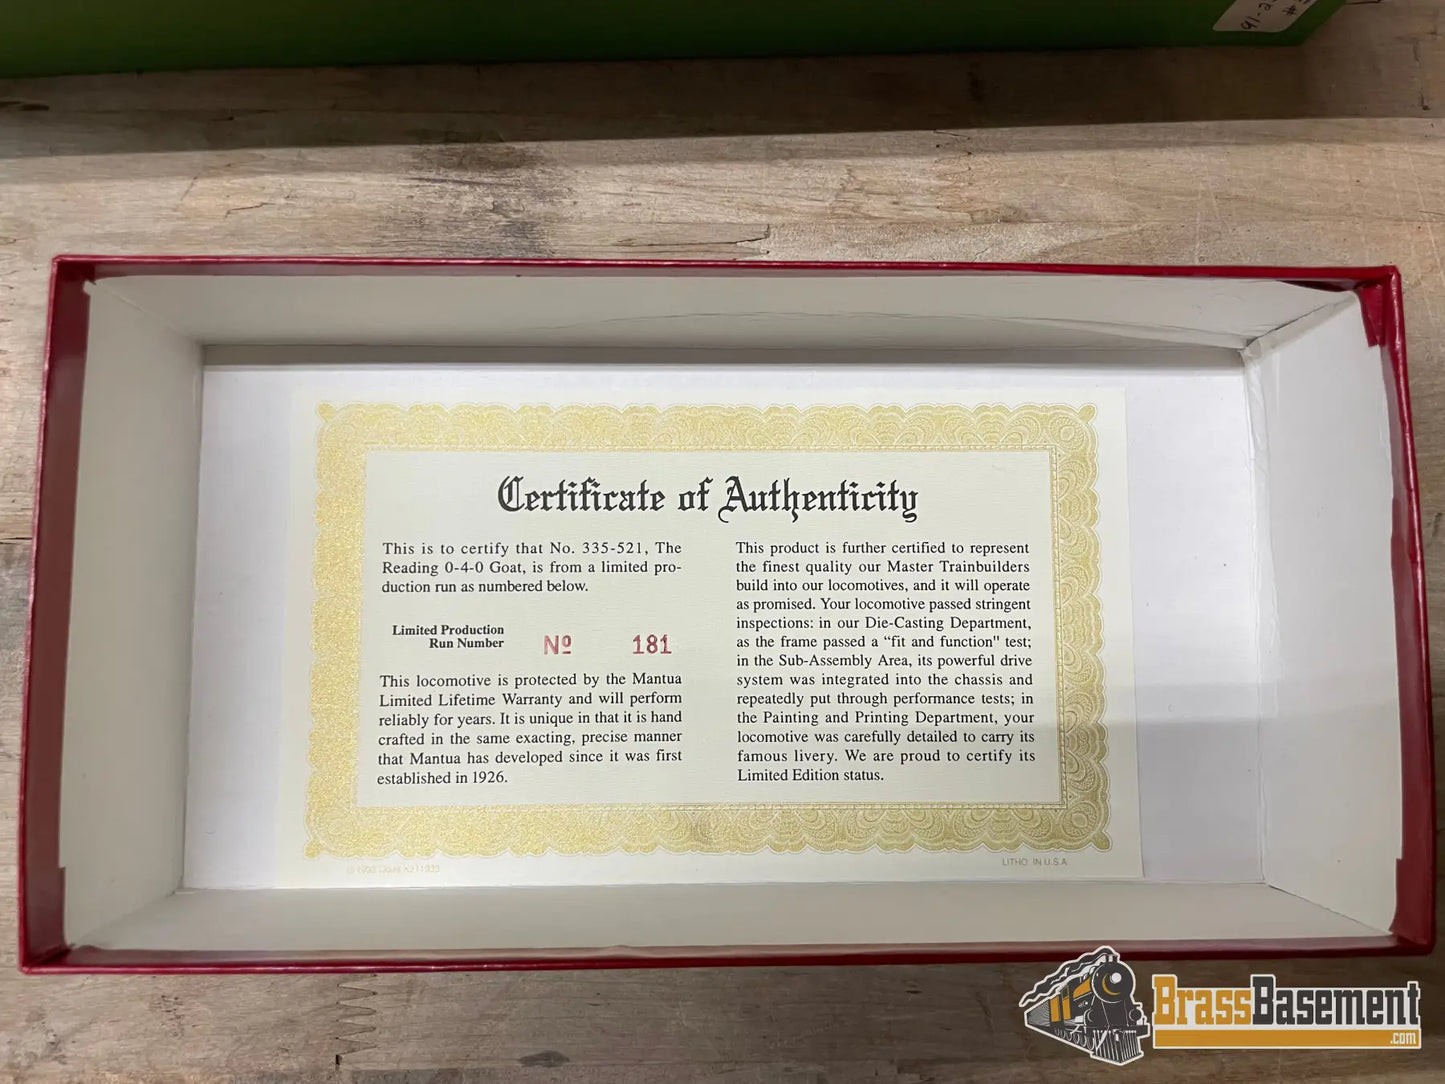 Certificate of Authenticity
This is to certify that No. 335-521, The
Reading 0-4-0 Goat, is from a limited pro-
duction run as numbered below.
Limited Production
Run Number
Nº 181
This locomotive is protected by the Mantua
Limited Lifetime Warranty and will perform
reliably for years. It is unique in that it is hand
crafted in the same exacting, precise manner
that Mantua has developed since it was first
established in 1926.
This product is further certified to represent
the finest quality our Master Trainbuilders
build into our locomotives, and it will operate
as promised. Your locomotive passed stringent
inspections: in our Die-Casting Department,
as the frame passed a “fit and function" test;
in the Sub-Assembly Area, its powerful drive
system was integrated into the chassis and
repeatedly put through performance tests; in
the Painting and Printing Department, your
locomotive was carefully detailed to carry its
famous livery. We are proud to certify its
Limited Edition status.
LITHO. IN U.S.A.
BrassBasement
.com